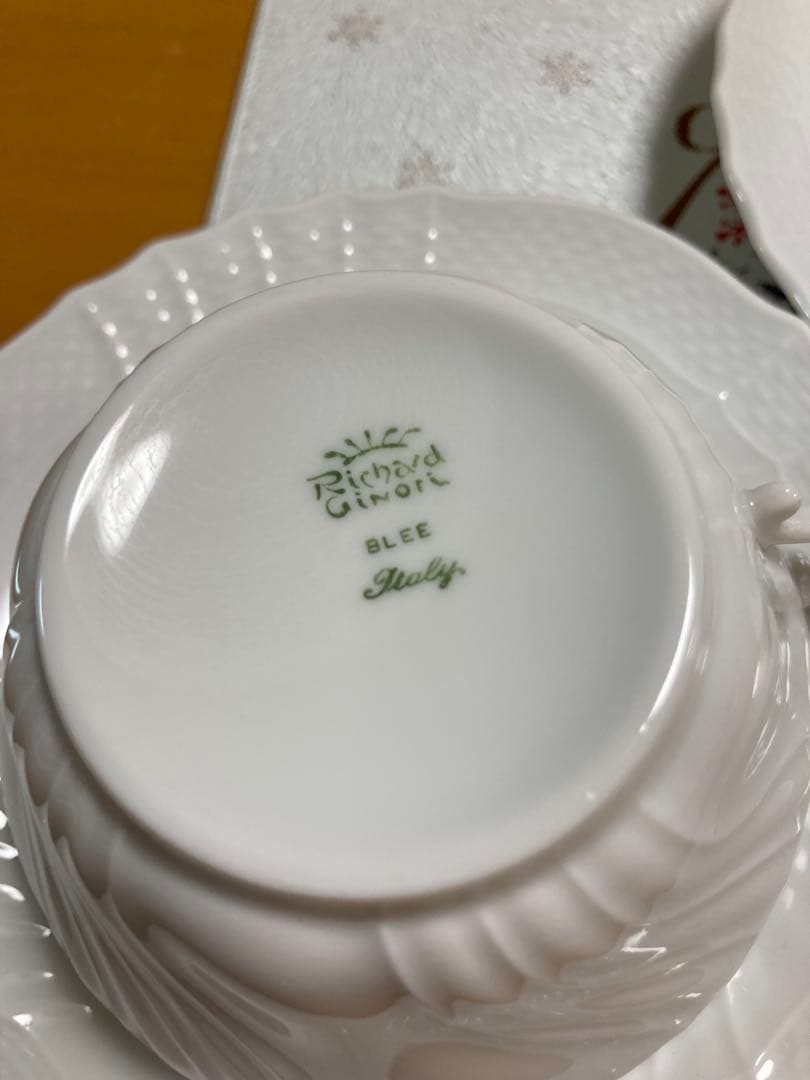 Richard
Ginori
BLEE
Italy.